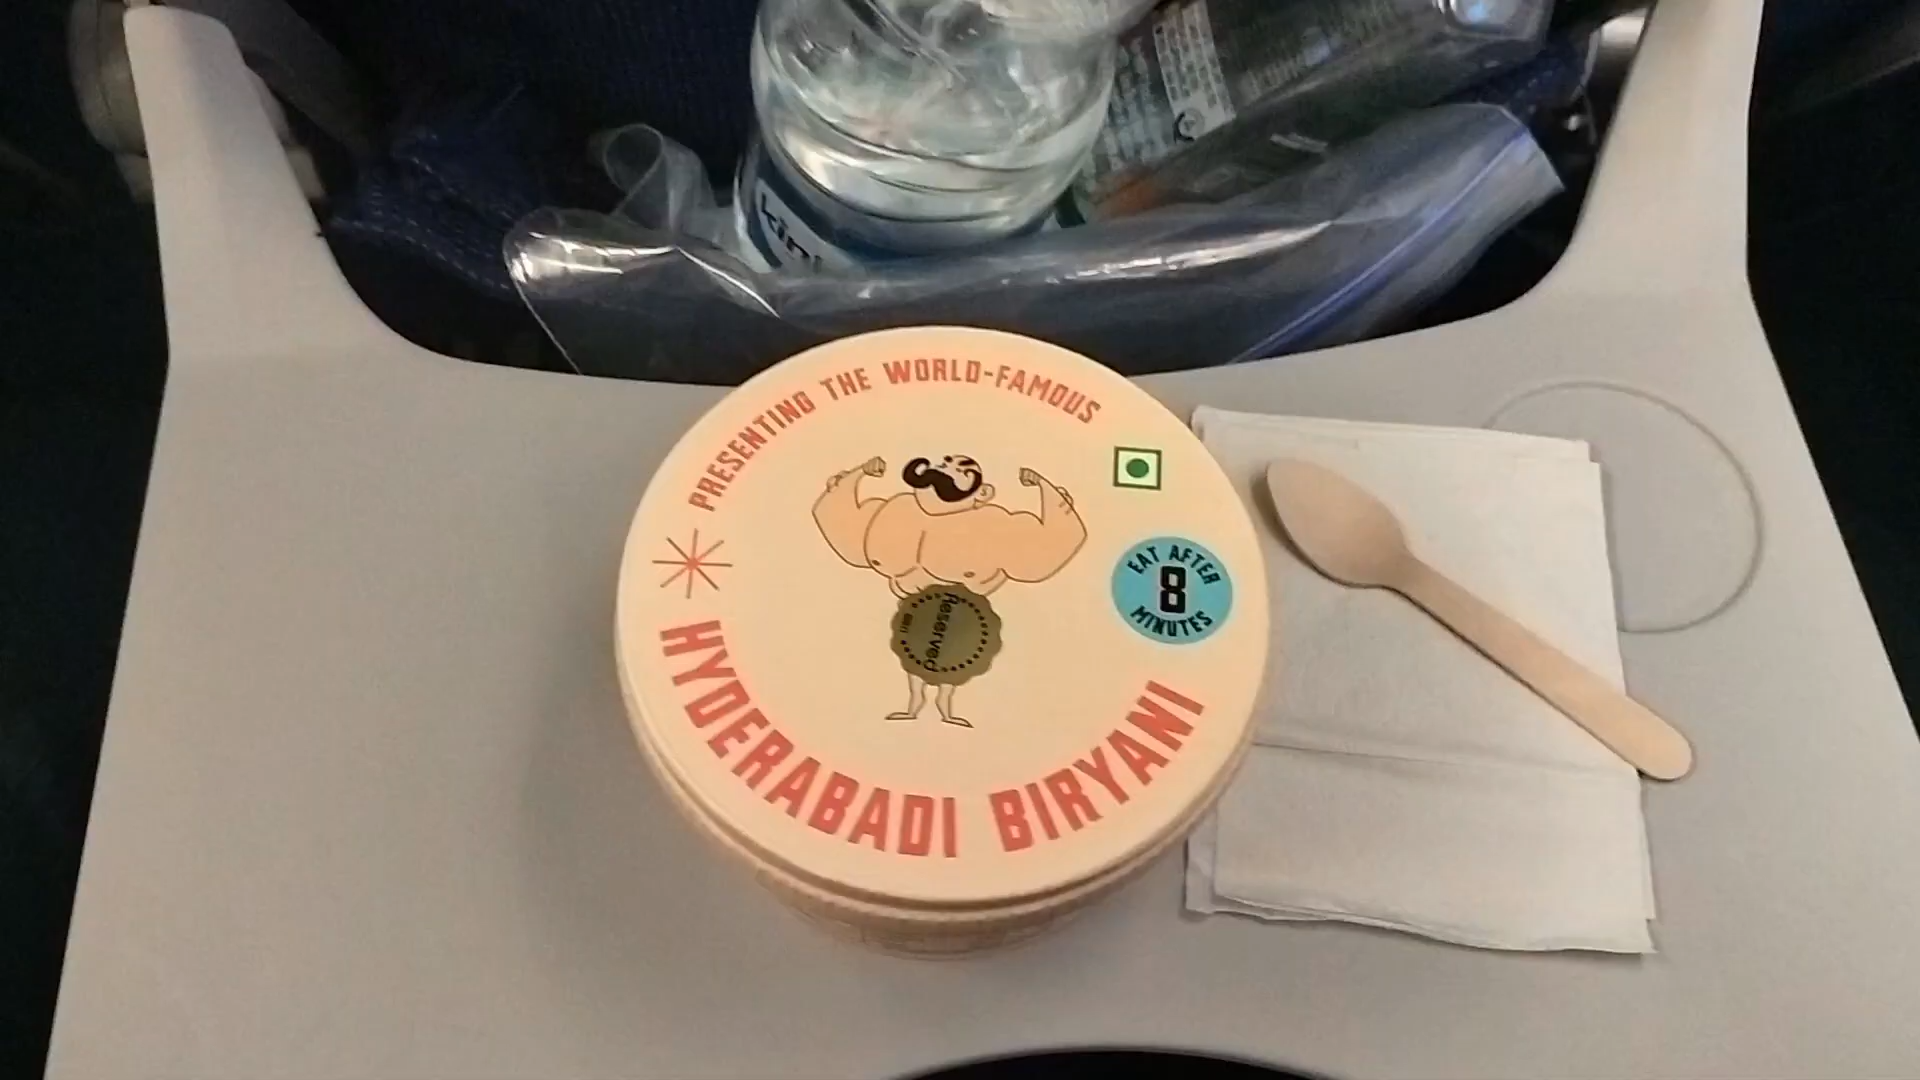 PRESENTING THE WORLD-FAMOUS
HYDERABADI BIRYANI
EAT AFTER
8
MINUTES
Reserved